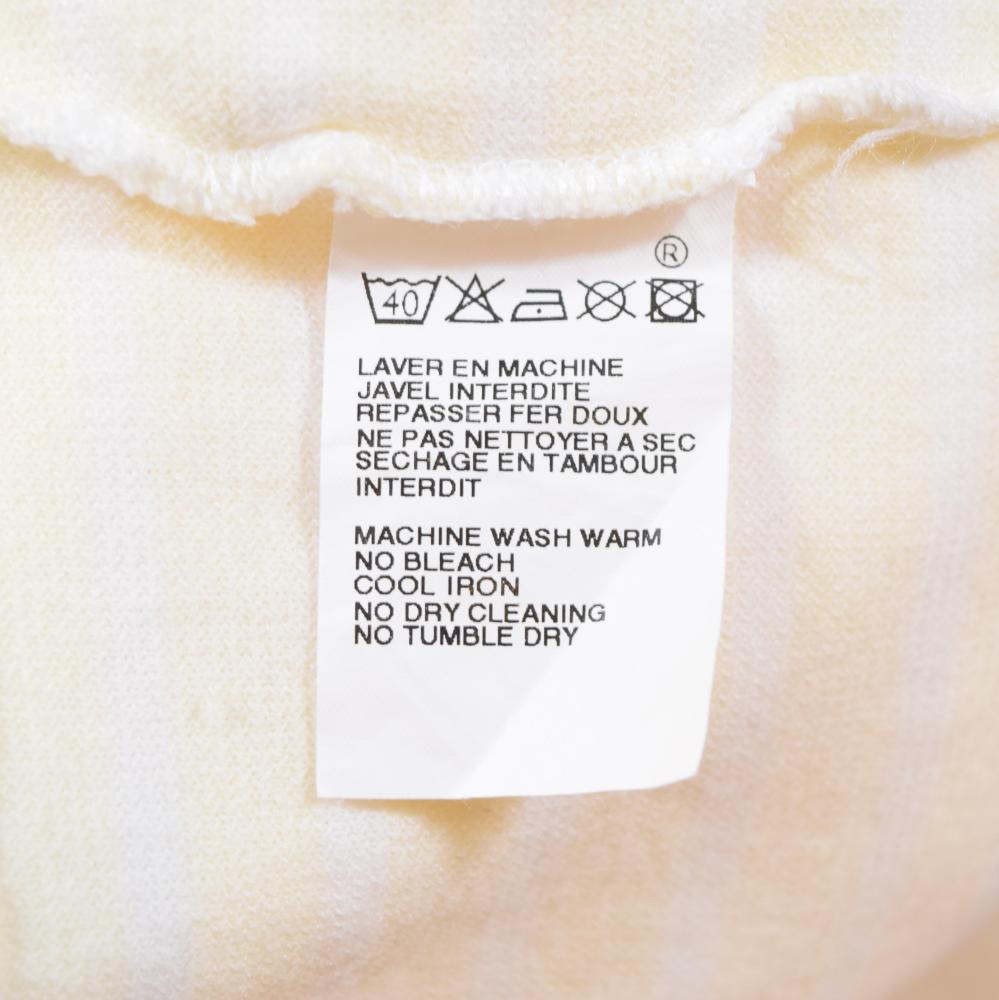 ®
40
LAVER EN MACHINE
JAVEL INTERDITE
REPASSER FER DOUX
NE PAS NETTOYER A SEC
SECHAGE EN TAMBOUR
INTERDIT
MACHINE WASH WARM
NO BLEACH
COOL IRON
NO DRY CLEANING
NO TUMBLE DRY